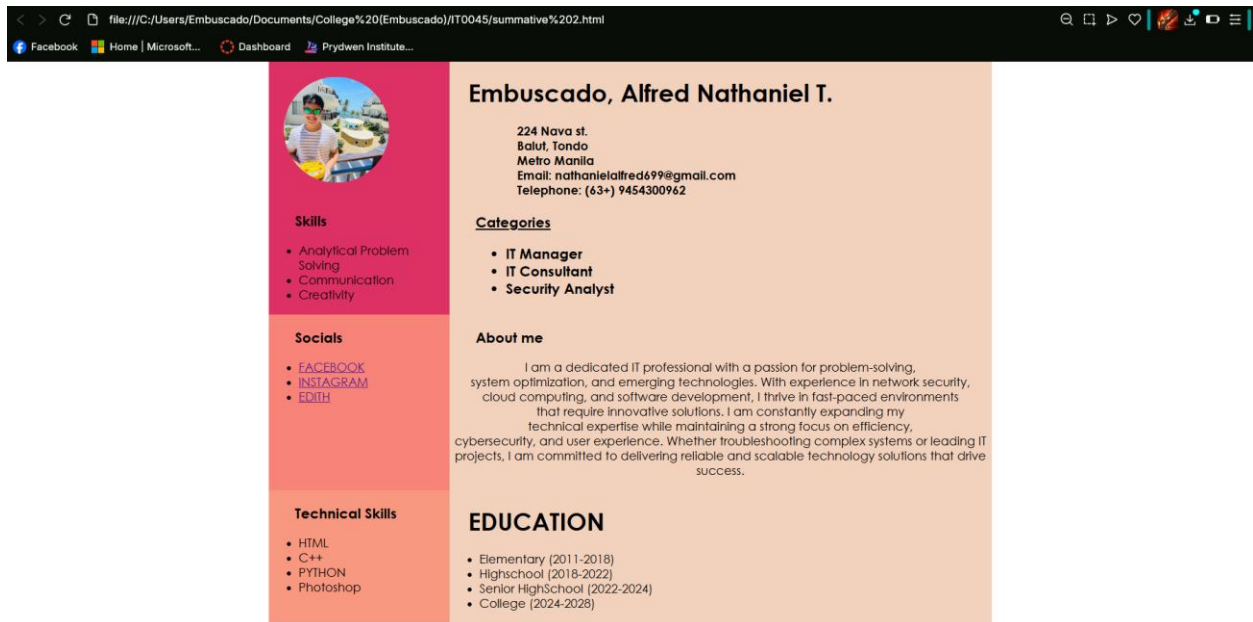 file:///C:/Users/Embuscado/Documents/College%20(Embuscado)/IT0045/summative%202.html
Facebook Home | Microsoft... Dashboard Prydwen Institute...
Embuscado, Alfred Nathaniel T.
224 Nava st.
Balut, Tondo
Metro Manila
Email: nathanielalfred699@gmail.com
Telephone: (63+) 9454300962
Skills
Analytical Problem
Solving
Communication
Creativity
Categories
IT Manager
IT Consultant
Security Analyst
Socials
FACEBOOK
INSTAGRAM
EDITH
About me
I am a dedicated IT professional with a passion for problem-solving,
system optimization, and emerging technologies. With experience in network security,
cloud computing, and software development, I thrive in fast-paced environments
that require innovative solutions. I am constantly expanding my
technical expertise while maintaining a strong focus on efficiency,
cybersecurity, and user experience. Whether troubleshooting complex systems or leading IT
projects, I am committed to delivering reliable and scalable technology solutions that drive
success.
Technical Skills
HTML
C++
PYTHON
Photoshop
EDUCATION
Elementary (2011-2018)
Highschool (2018-2022)
Senior HighSchool (2022-2024)
College (2024-2028)